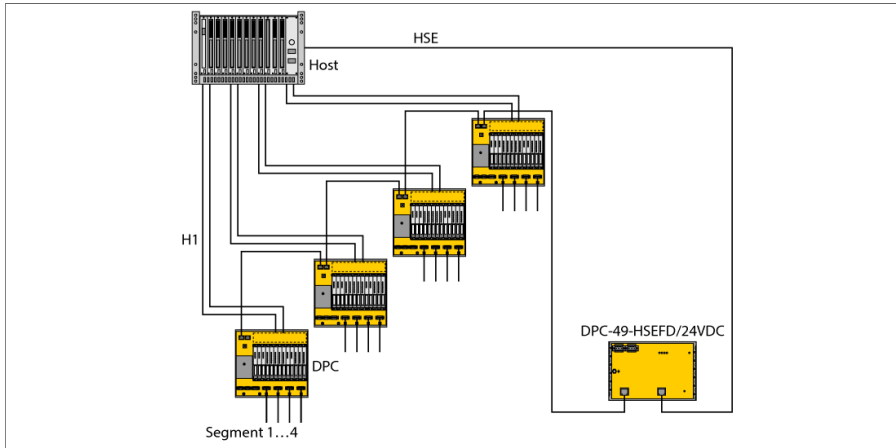 HSE
Host
H1
DPC-49-HSEFD/24VDC
DPC
Segment 1...4